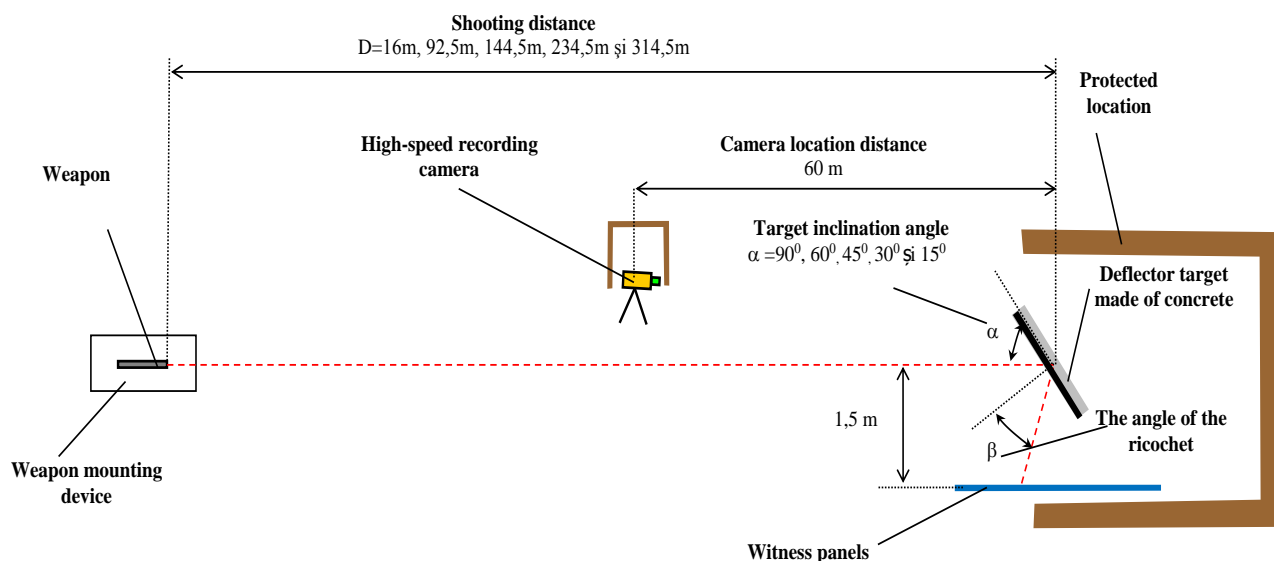 Shooting distance
D=16m, 92,5m, 144,5m, 234,5m şi 314,5m
Protected
location
High-speed recording
camera
Camera location distance
60 m
Weapon
Target inclination angle
α =90⁰, 60⁰, 45⁰, 30⁰ şi 15⁰
Deflector target
made of concrete
α
1,5 m
The angle of the
ricochet
β
Weapon mounting
device
Witness panels